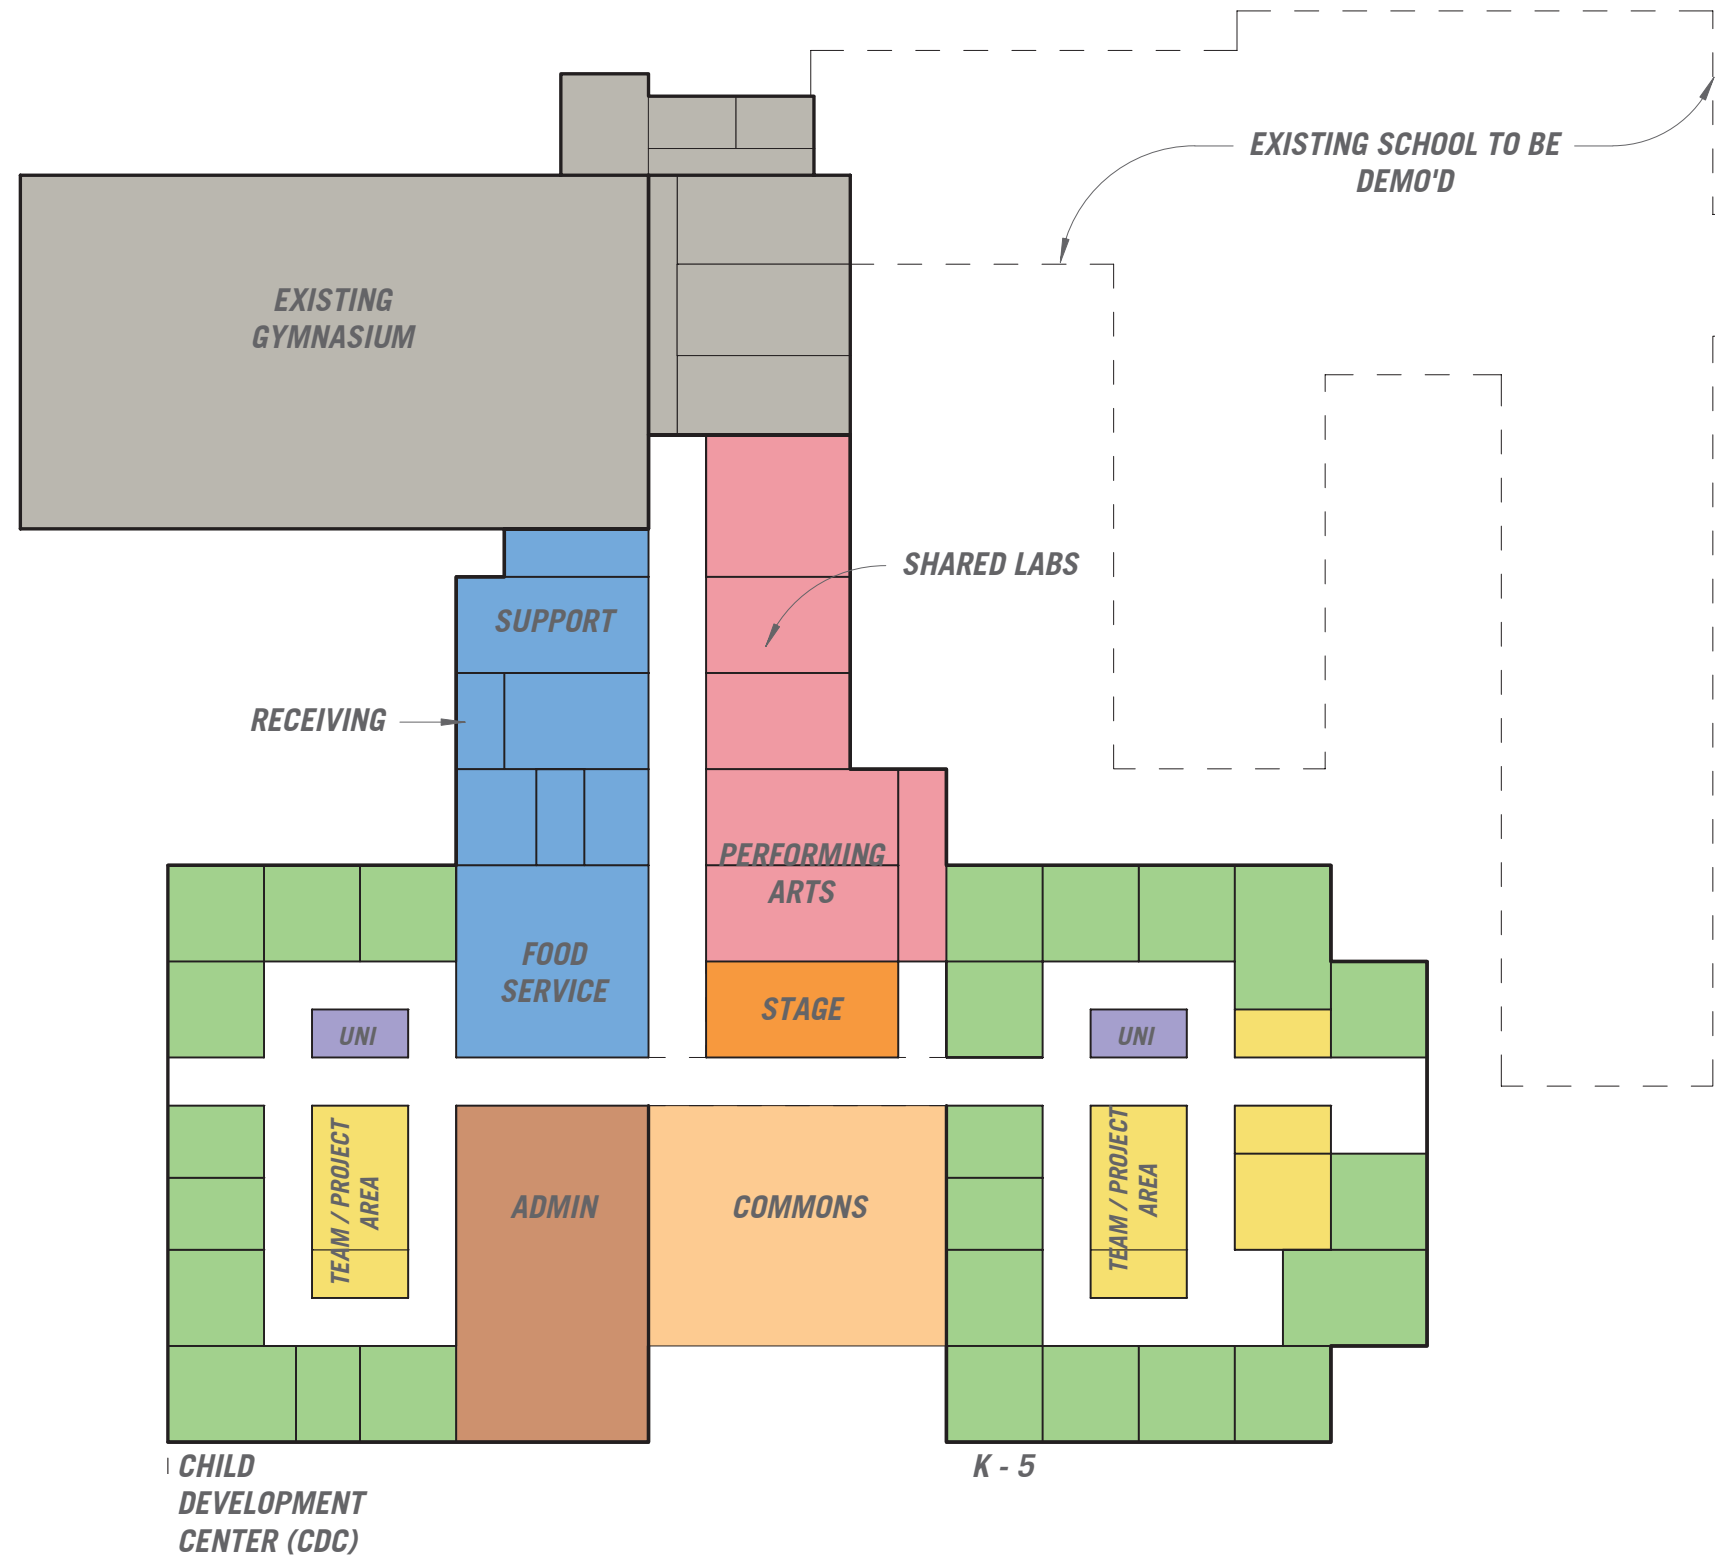 EXISTING SCHOOL TO BE
DEMO'D
EXISTING
GYMNASIUM
SHARED LABS
SUPPORT
RECEIVING
PERFORMING
ARTS
FOOD
SERVICE
STAGE
UNI
UNI
TEAM / PROJECT
AREA
ADMIN
COMMONS
TEAM / PROJECT
AREA
CHILD
DEVELOPMENT
CENTER (CDC)
K - 5